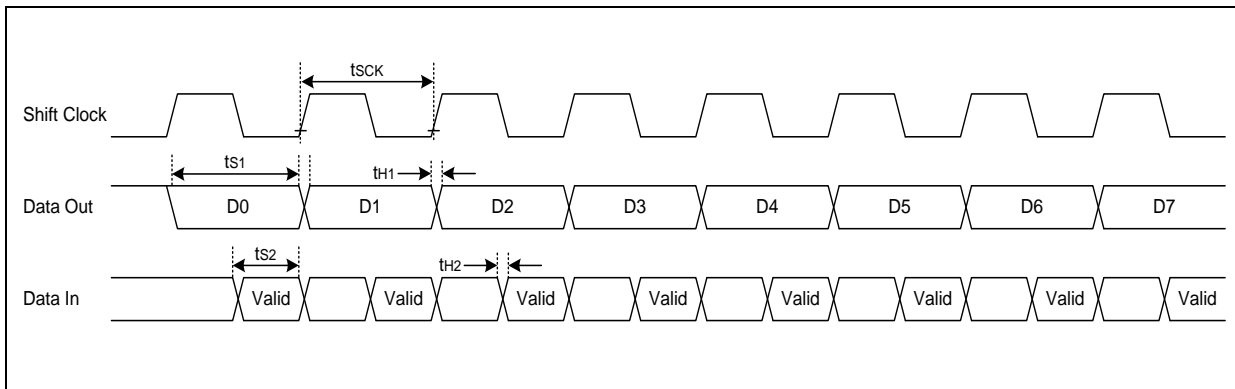 tSCK
Shift Clock
tS1
tH1
Data Out D0 D1 D2 D3 D4 D5 D6 D7
tS2
tH2
Data In Valid Valid Valid Valid Valid Valid Valid Valid